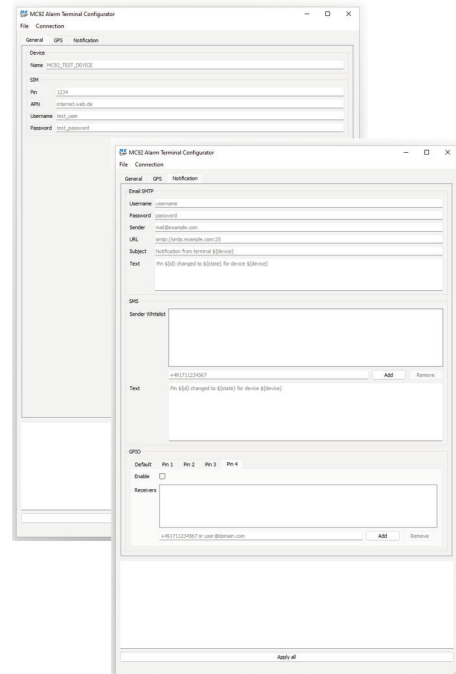 MC92 Alarm Terminal Configurator
File Connection
General GPS Notification
Device
Name MC92_TEST_DEVICE
SIM
Pin 1234
APN internet.web.de
Username test_user
Password test_password
MC92 Alarm Terminal Configurator
File Connection
General GPS Notification
Email SMTP
Username username
Password password
Sender mail@example.com
URL smtp://smtp.example.com:25
Subject Notification from terminal ${device}
Text Pin ${id} changed to ${state} for device ${device}
SMS
Sender Whitelist
+491711234567 Add Remove
Text Pin ${id} changed to ${state} for device ${device}
GPIO
Default Pin 1 Pin 2 Pin 3 Pin 4
Enable
Receivers
+491711234567 or user@domain.com Add Remove
Apply all